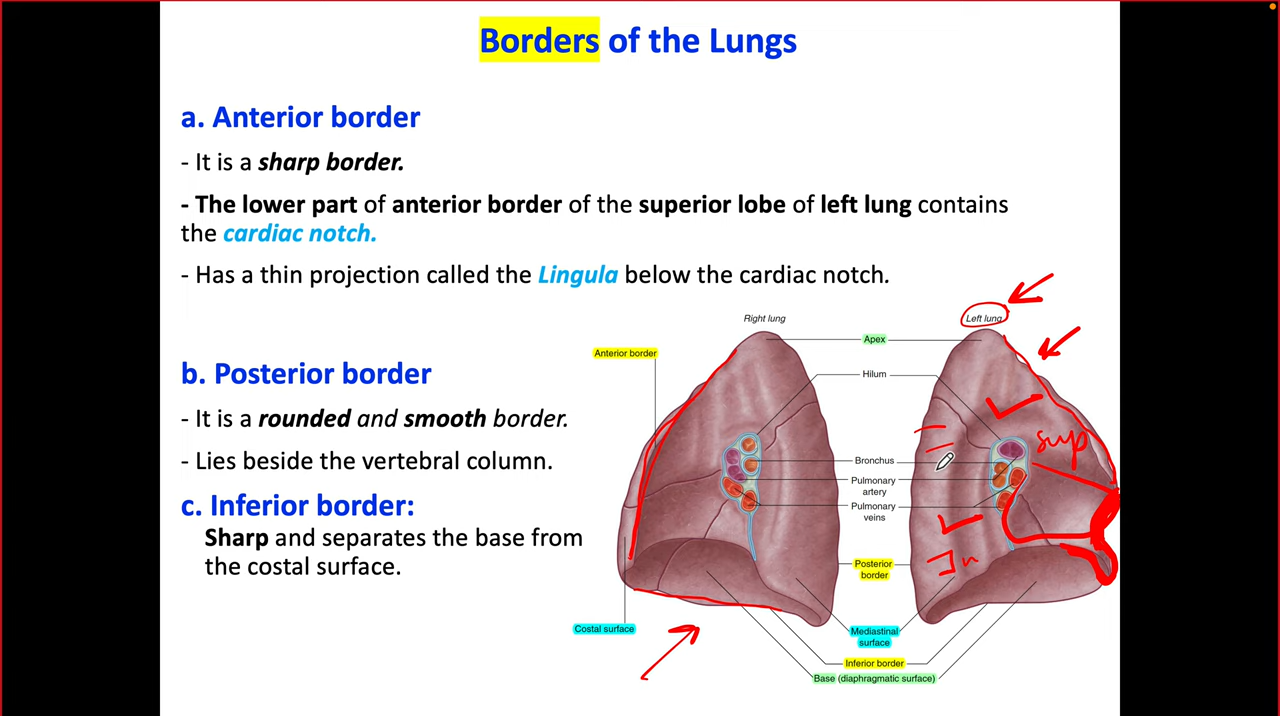 Borders of the Lungs
a. Anterior border
- It is a sharp border.
- The lower part of anterior border of the superior lobe of left lung contains
the cardiac notch.
- Has a thin projection called the Lingula below the cardiac notch.
b. Posterior border
- It is a rounded and smooth border.
- Lies beside the vertebral column.
c. Inferior border:
Sharp and separates the base from
the costal surface.
Right lung
Left lung
Apex
Anterior border
Hilum
sup
Bronchus
Pulmonary
artery
Pulmonary
veins
In
Posterior
border
Costal surface
Mediastinal
surface
Inferior border
Base (diaphragmatic surface)